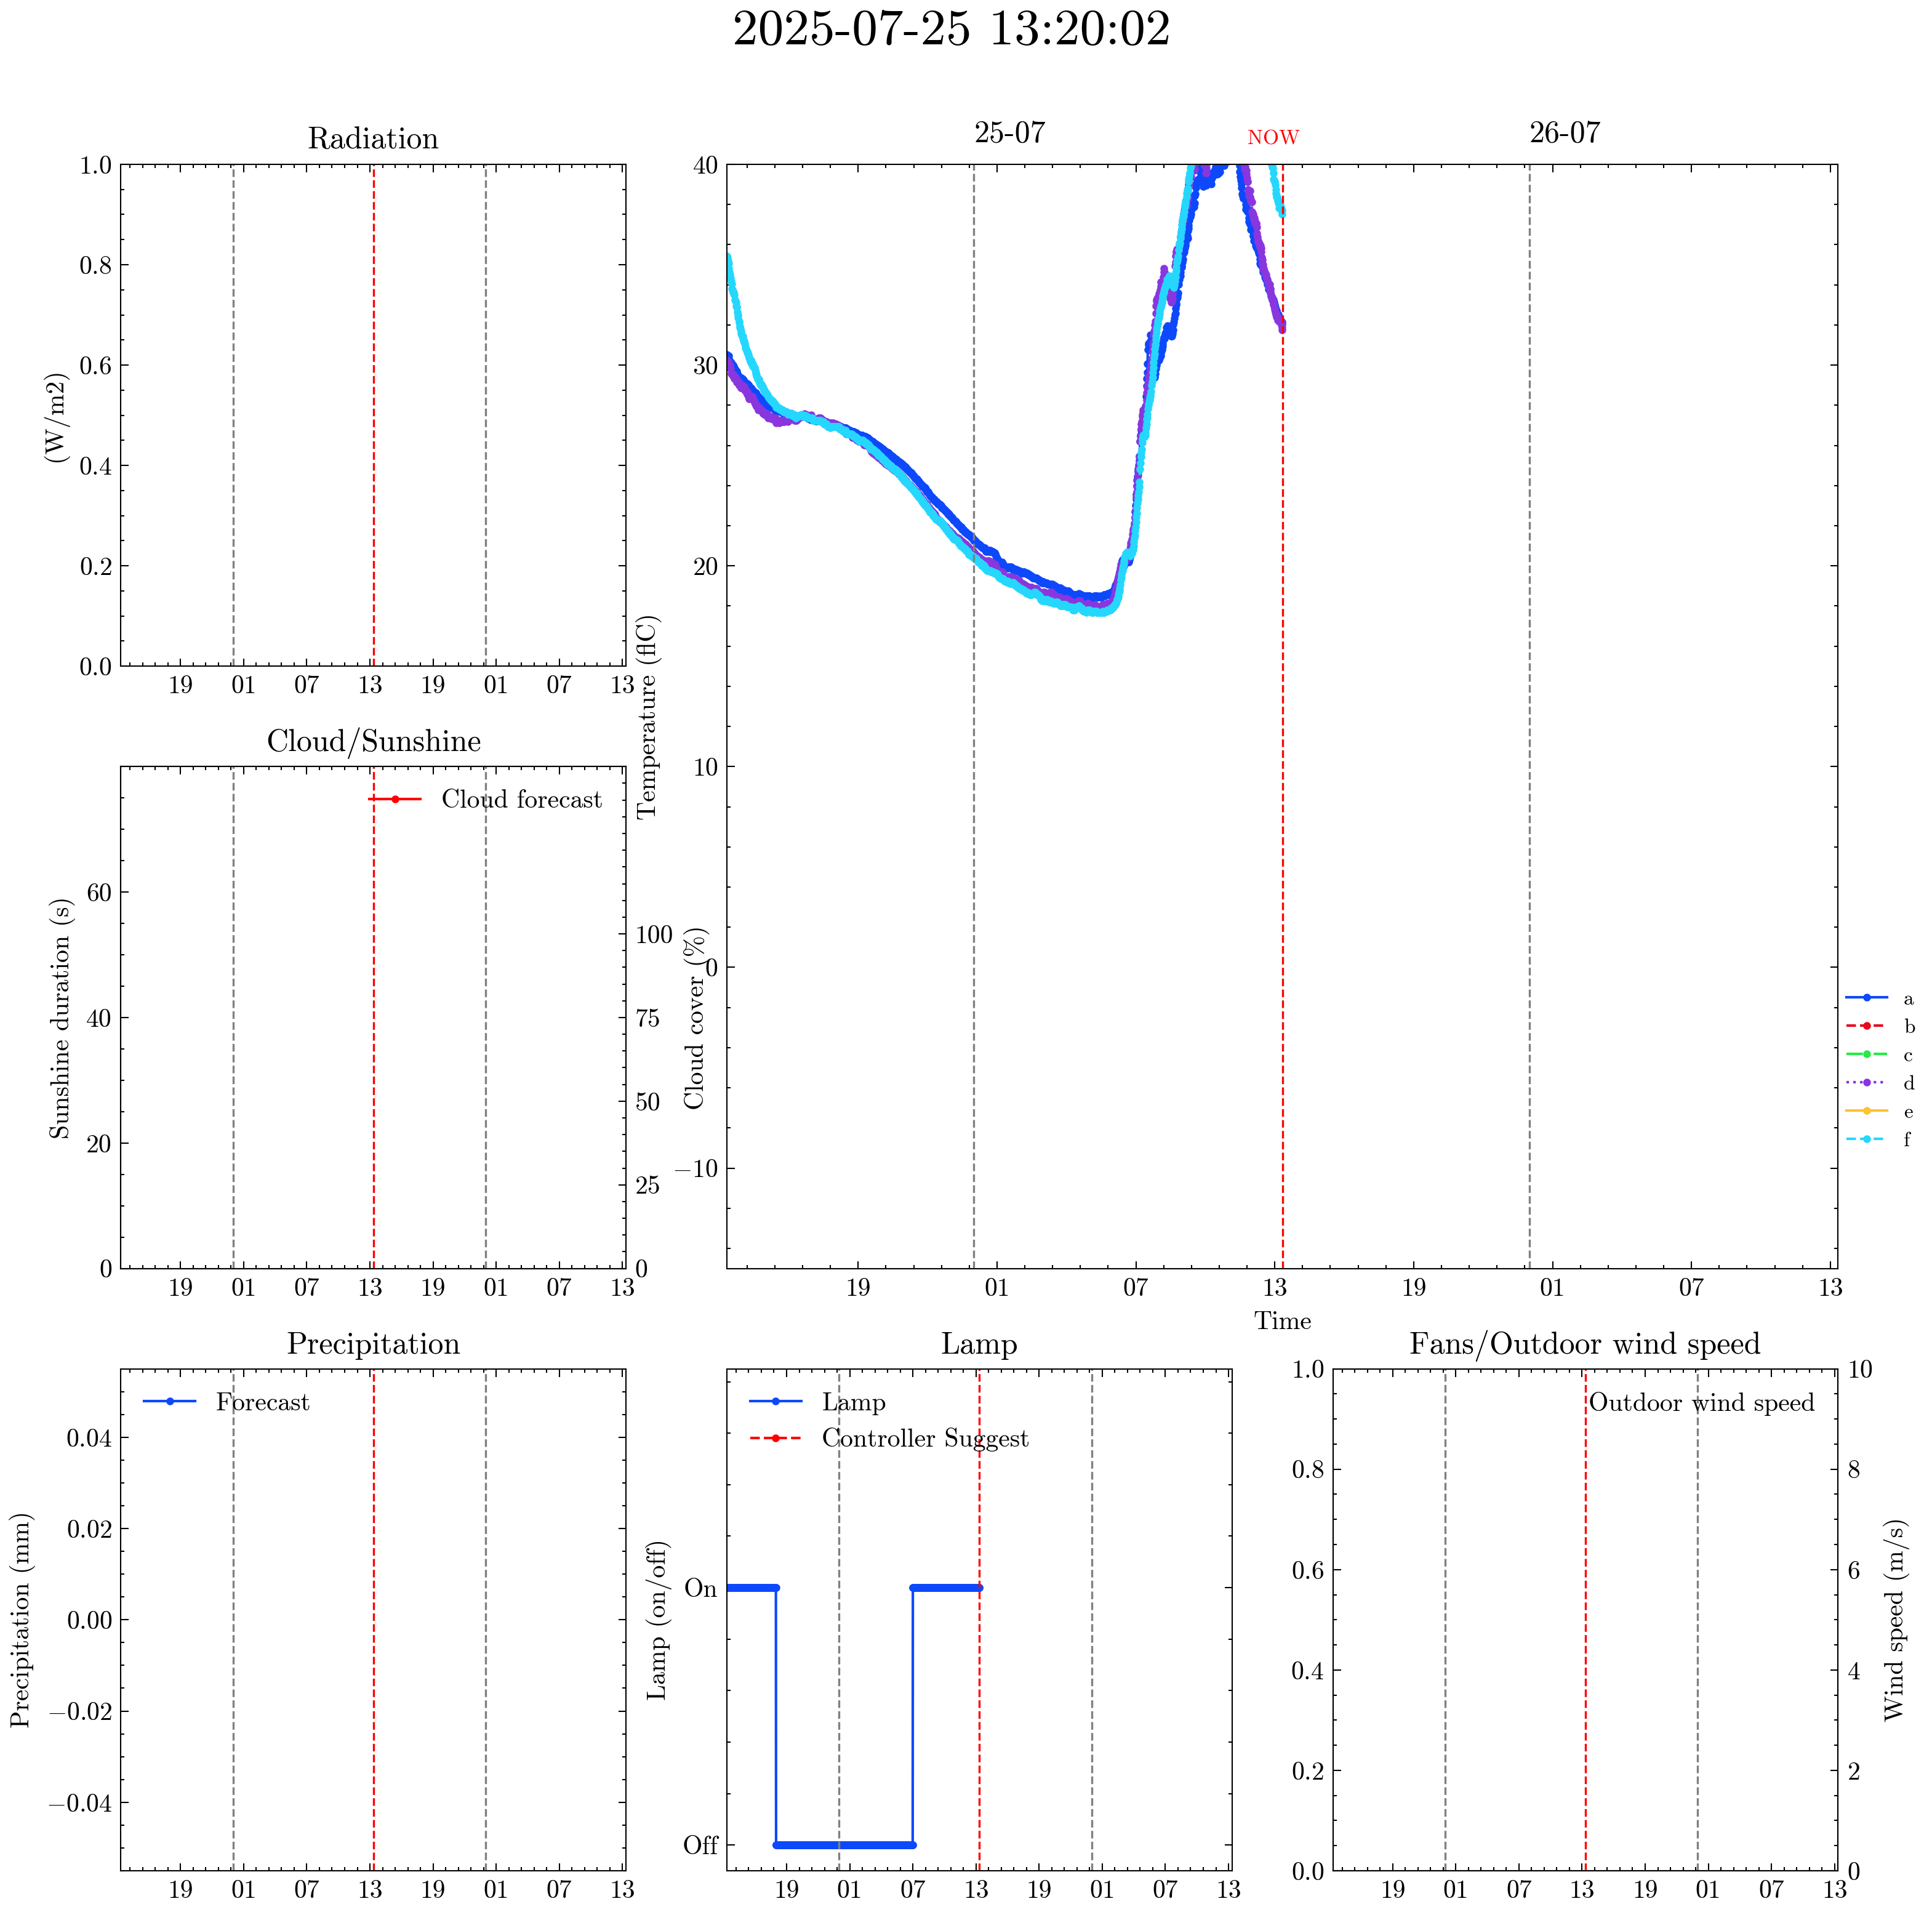 2025-07-25 13:20:02
Radiation
1.0
0.8
0.6
0.4
0.2
0.0
(W/m2)
19 01 07 13 19 01 07 13
25-07 NOW 26-07
40
30
20
10
0
−10
Temperature (flC)
19 01 07 13 19 01 07 13
Time
a
b
c
d
e
f
Cloud/Sunshine
Cloud forecast
60
40
20
0
Sunshine duration (s)
100
75
50
25
0
Cloud cover (%)
19 01 07 13 19 01 07 13
Precipitation
Forecast
0.04
0.02
0.00
−0.02
−0.04
Precipitation (mm)
19 01 07 13 19 01 07 13
Lamp
Lamp
Controller Suggest
On
Off
Lamp (on/off)
19 01 07 13 19 01 07 13
Fans/Outdoor wind speed
Outdoor wind speed
1.0
0.8
0.6
0.4
0.2
0.0
10
8
6
4
2
0
Wind speed (m/s)
19 01 07 13 19 01 07 13